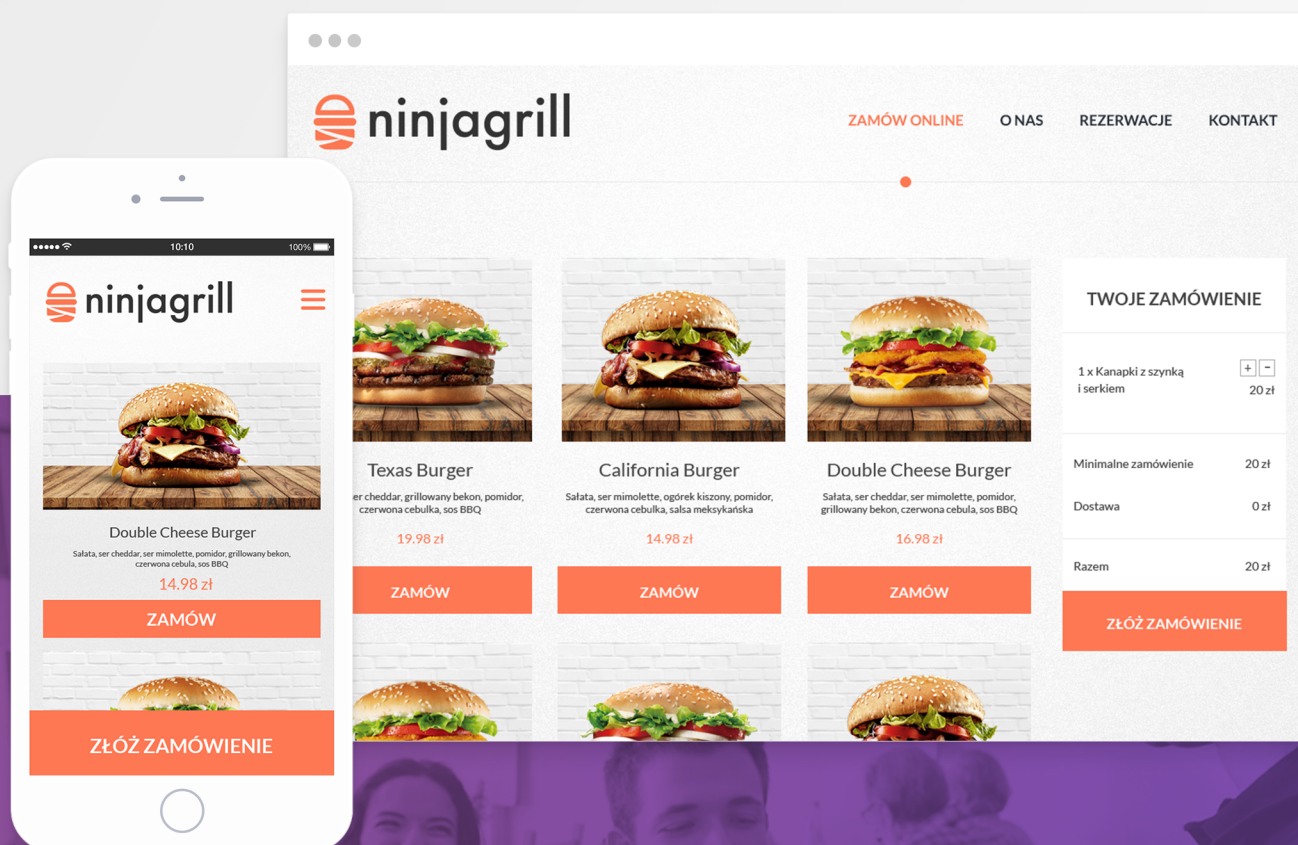 ninjagrill
ZAMÓW ONLINE
O NAS
REZERWACJE
KONTAKT
Texas Burger
er cheddar, grillowany bekon, pomidor,
czerwona cebulka, sos BBQ
19.98 zł
ZAMÓW
California Burger
Sałata, ser mimolette, ogórek kiszony, pomidor,
czerwona cebulka, salsa meksykańska
14.98 zł
ZAMÓW
Double Cheese Burger
Sałata, ser cheddar, ser mimolette, pomidor,
grillowany bekon, czerwona cebula, sos BBQ
16.98 zł
ZAMÓW
TWOJE ZAMÓWIENIE
1 x Kanapki z szynką
i serkiem
+ -
20 zł
Minimalne zamówienie 20 zł
Dostawa 0 zł
Razem 20 zł
ZŁÓŻ ZAMÓWIENIE
10:10
100%
ninjagrill
Double Cheese Burger
Sałata, ser cheddar, ser mimolette, pomidor, grillowany bekon,
czerwona cebula, sos BBQ
14.98 zł
ZAMÓW
ZŁÓŻ ZAMÓWIENIE